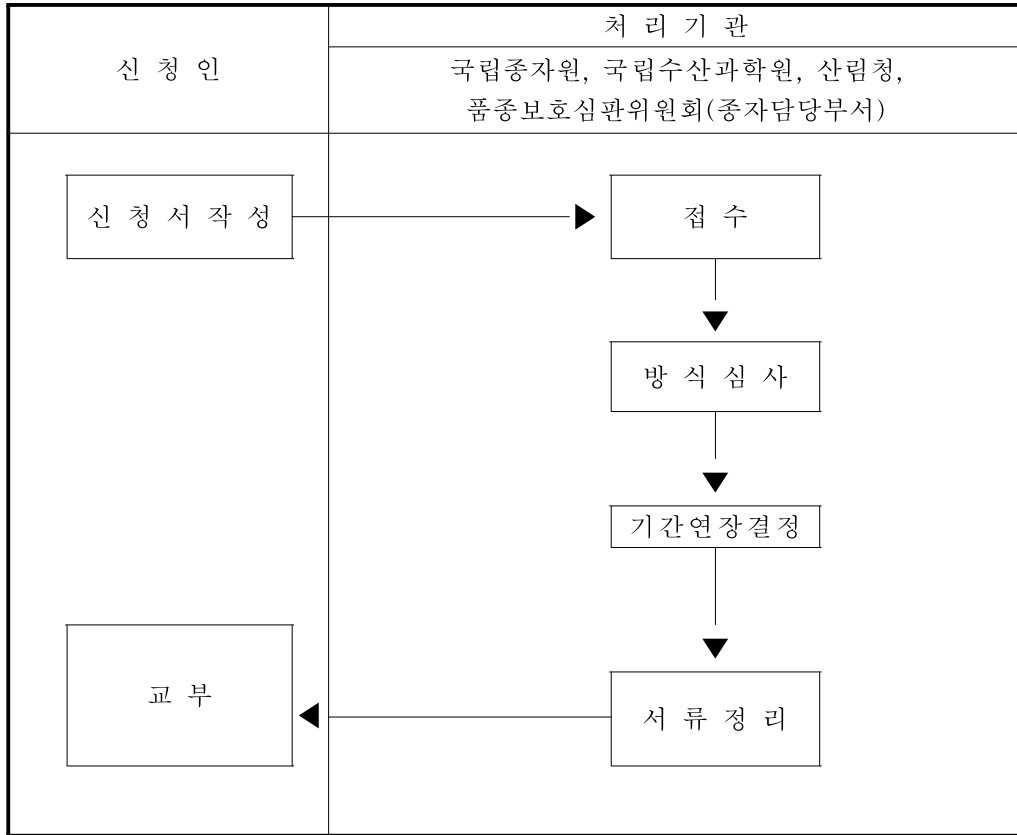 신 청 인
처 리 기 관
국립종자원, 국립수산과학원, 산림청,
품종보호심판위원회(종자담당부서)
신 청 서 작 성
접 수
방 식 심 사
기간연장결정
서 류 정 리
교 부